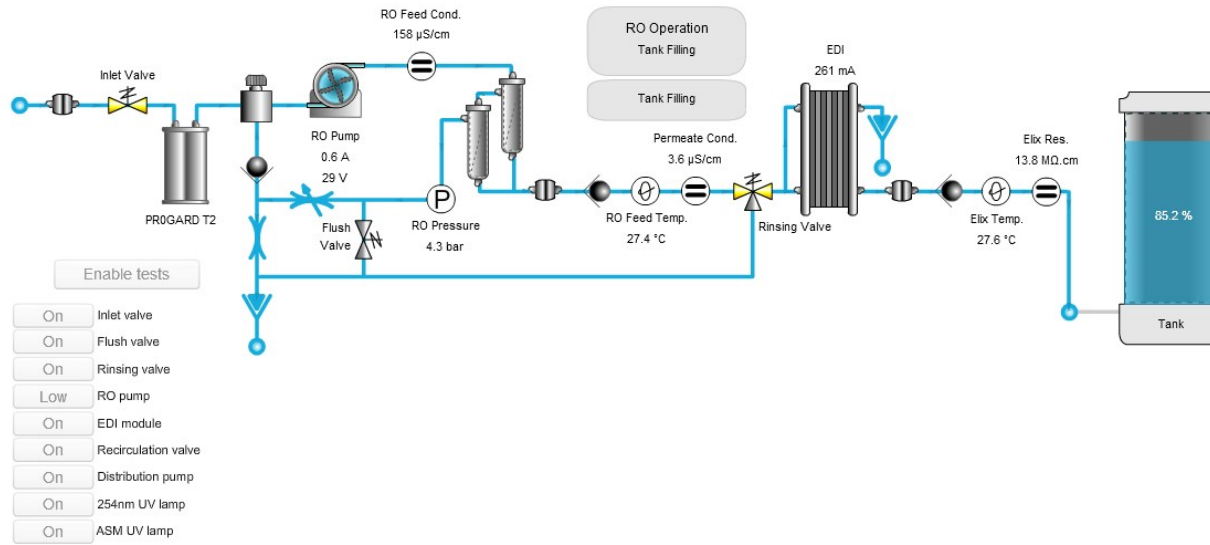 RO Feed Cond.
158 µS/cm
RO Operation
Tank Filling
Tank Filling
EDI
261 mA
Inlet Valve
RO Pump
0.6 A
29 V
Permeate Cond.
3.6 µS/cm
Elix Res.
13.8 MΩ.cm
PR0GARD T2
P
Flush
Valve
RO Pressure
4.3 bar
RO Feed Temp.
27.4 °C
Rinsing Valve
Elix Temp.
27.6 °C
85.2 %
Tank
Enable tests
On Inlet valve
On Flush valve
On Rinsing valve
Low RO pump
On EDI module
On Recirculation valve
On Distribution pump
On 254nm UV lamp
On ASM UV lamp